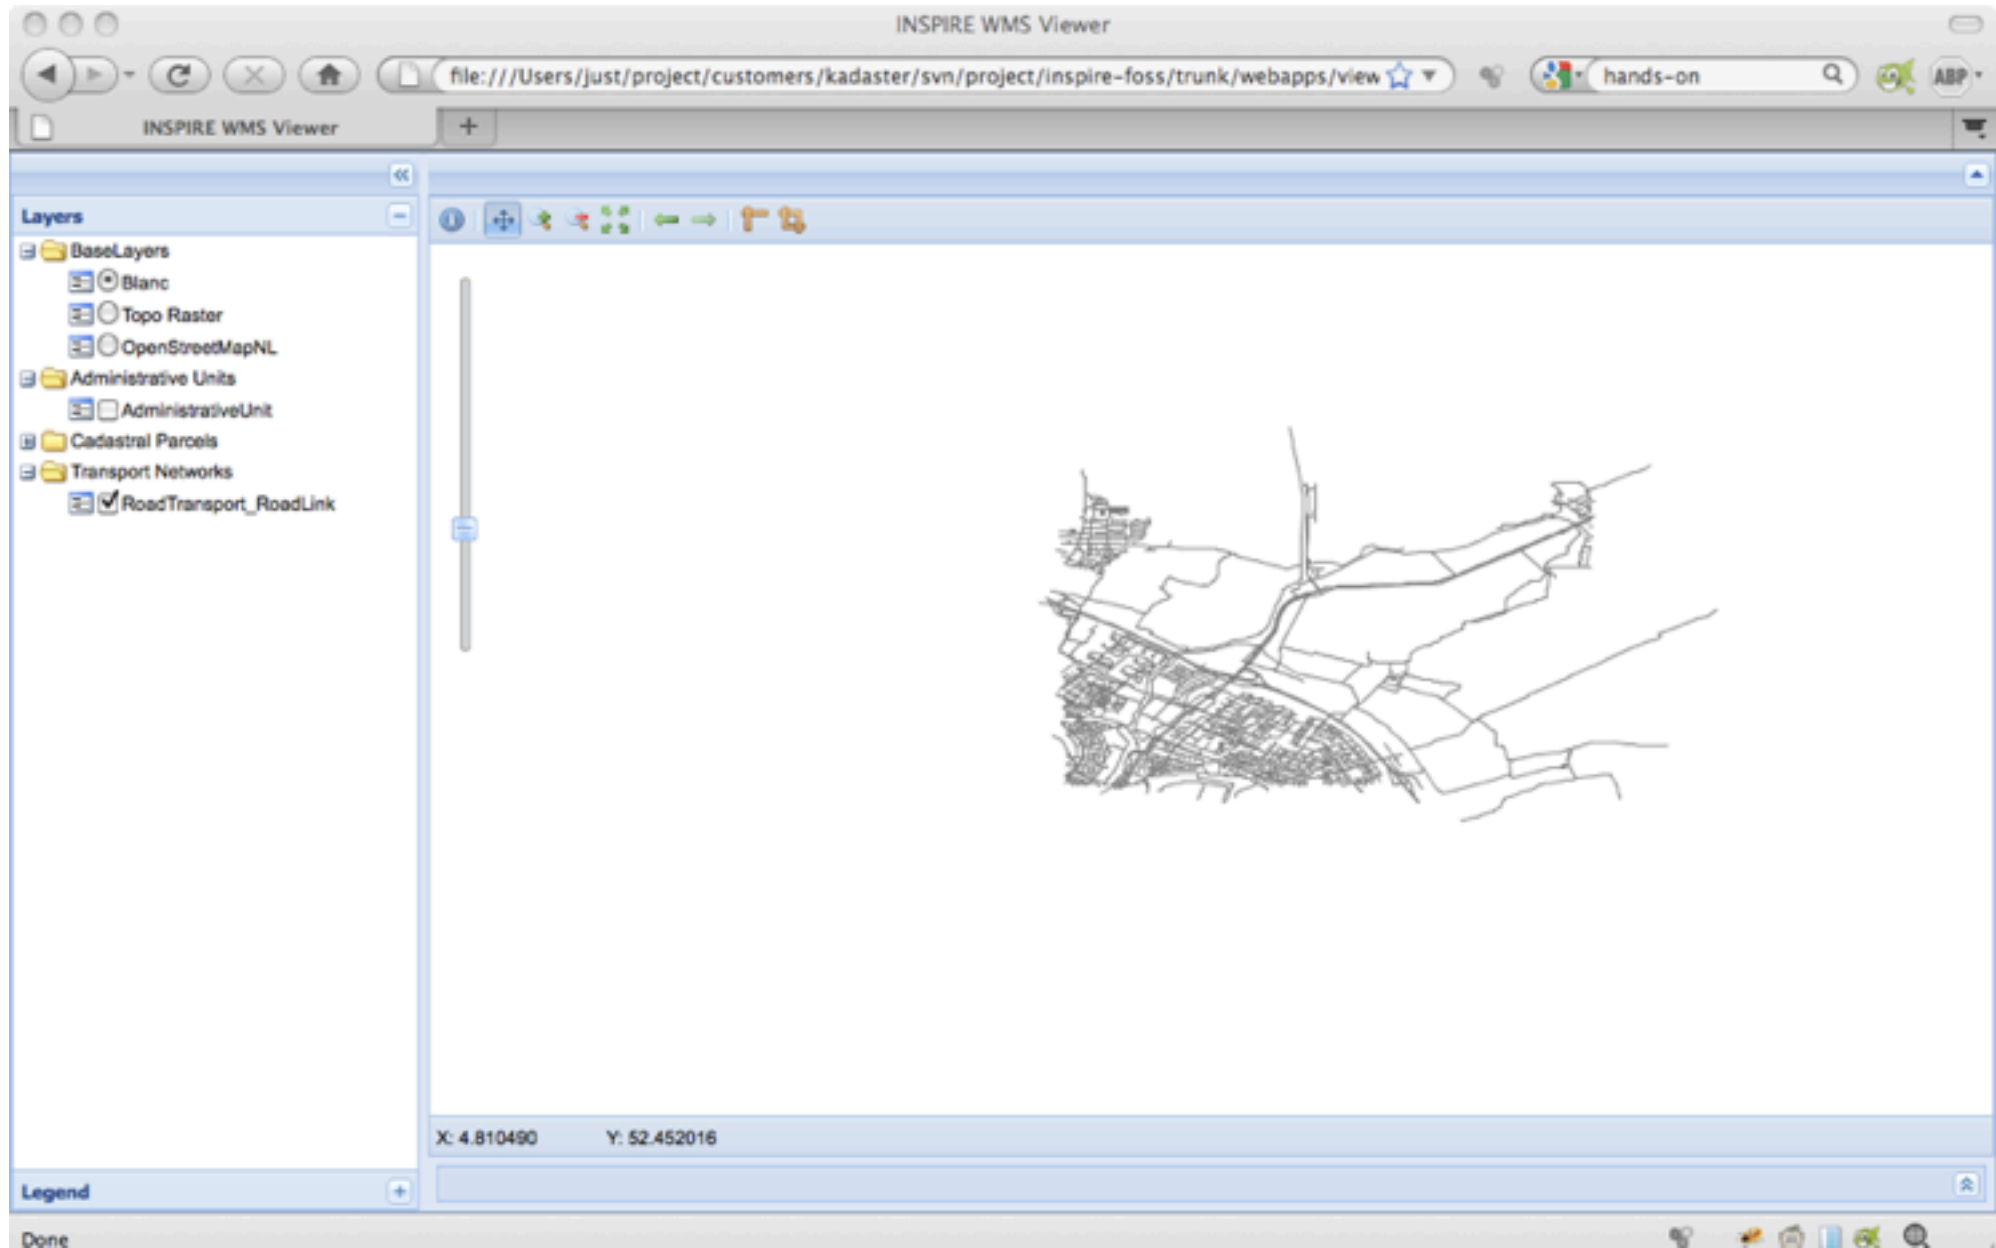 INSPIRE WMS Viewer
file:///Users/just/project/customers/kadaster/svn/project/inspire-foss/trunk/webapps/view
hands-on
ABP
INSPIRE WMS Viewer
Layers
BaseLayers
Blanc
Topo Raster
OpenStreetMapNL
Administrative Units
AdministrativeUnit
Cadastral Parcels
Transport Networks
RoadTransport_RoadLink
X: 4.810490 Y: 52.452016
Legend
Done